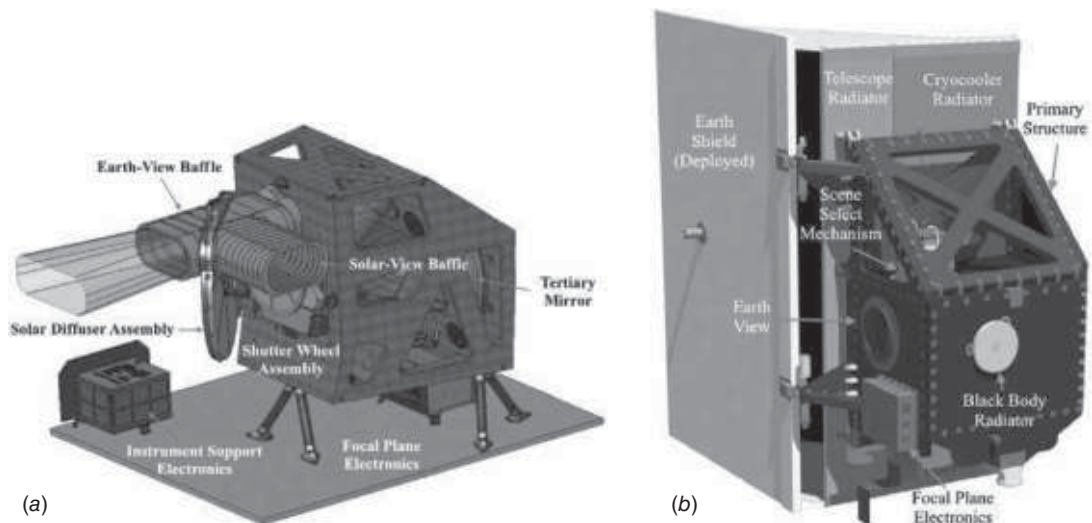 Earth-View Baffle
Solar-View Baffle
Tertiary
Mirror
Solar Diffuser Assembly
Shutter Wheel
Assembly
Instrument Support
Electronics
Focal Plane
Electronics
(a)
Telescope
Radiator
Cryocooler
Radiator
Primary
Structure
Earth
Shield
(Deployed)
Scene
Select
Mechanism
Earth
View
Black Body
Radiator
Focal Plane
Electronics
(b)